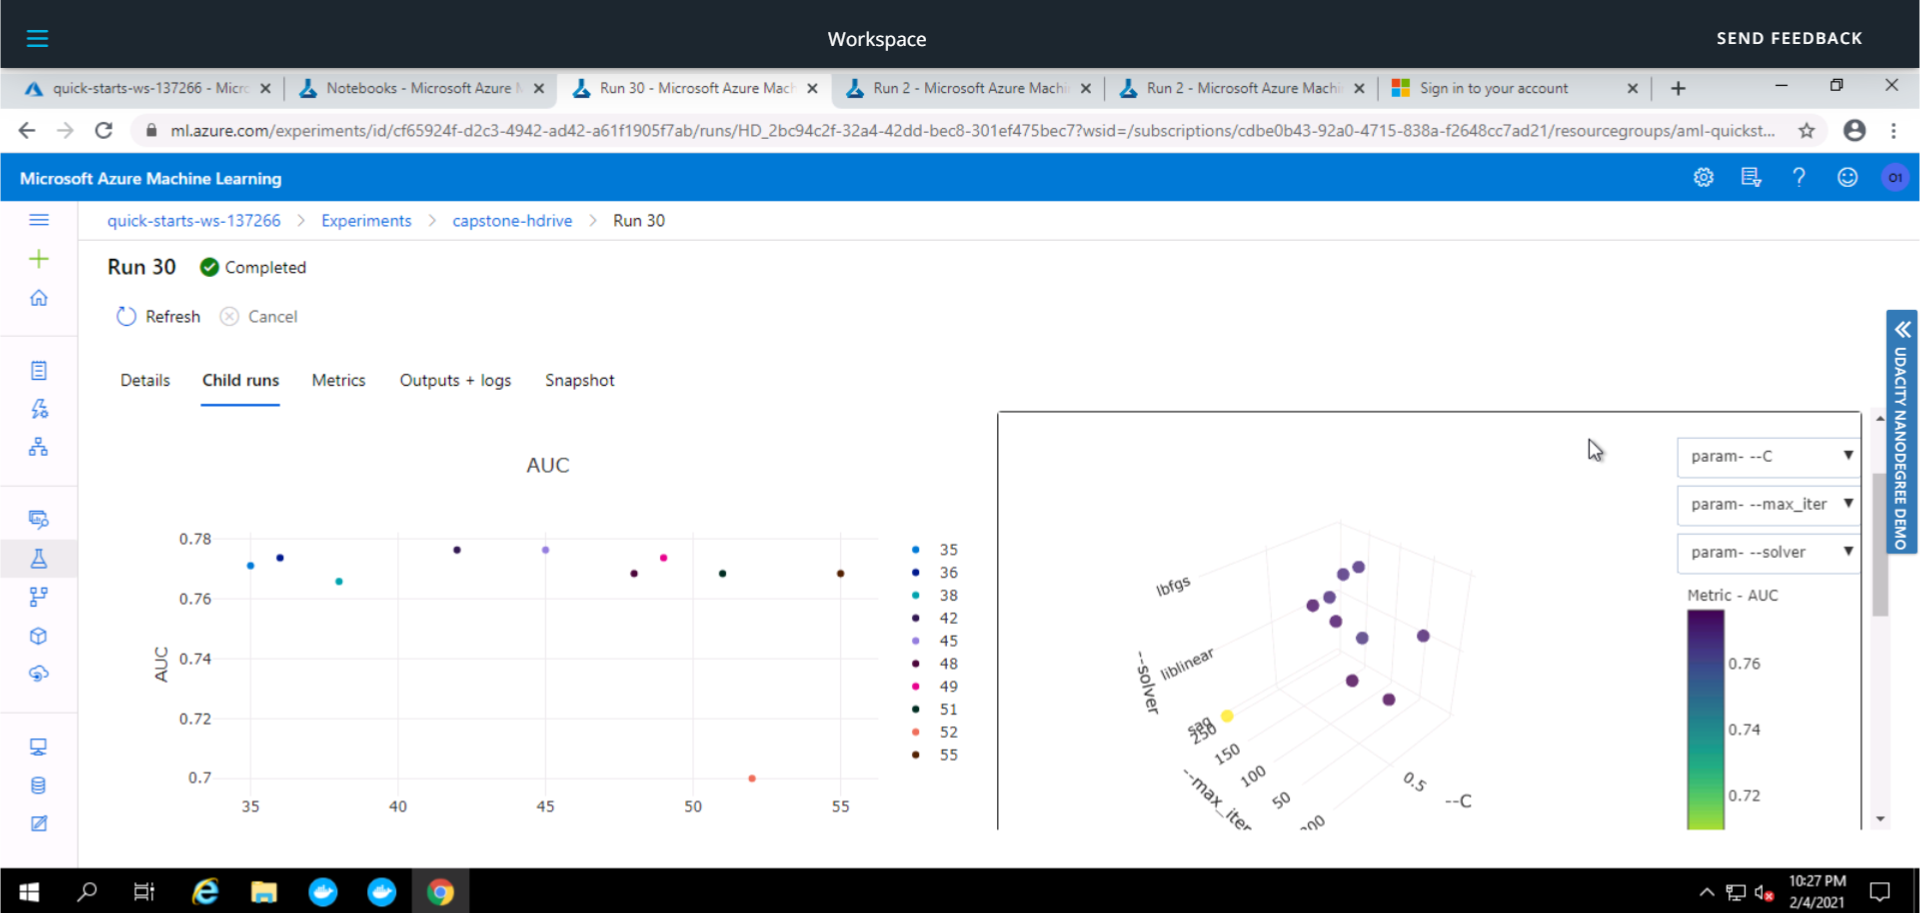 Workspace
SEND FEEDBACK
quick-starts-ws-137266 - Micro
Notebooks - Microsoft Azure M
Run 30 - Microsoft Azure Mach
Run 2 - Microsoft Azure Machi
Run 2 - Microsoft Azure Machi
Sign in to your account
ml.azure.com/experiments/id/cf65924f-d2c3-4942-ad42-a61f1905f7ab/runs/HD_2bc94c2f-32a4-42dd-bec8-301ef475bec7?wsid=/subscriptions/cdbe0b43-92a0-4715-838a-f2648cc7ad21/resourcegroups/aml-quickst...
Microsoft Azure Machine Learning
O1
quick-starts-ws-137266 > Experiments > capstone-hdrive > Run 30
Run 30
Completed
Refresh
Cancel
Details
Child runs
Metrics
Outputs + logs
Snapshot
AUC
AUC
0.78
0.76
0.74
0.72
0.7
35
40
45
50
55
35
36
38
42
45
48
49
51
52
55
param- --C
param- --max_iter
param- --solver
Metric - AUC
0.76
0.74
0.72
lbfgs
liblinear
sag
--solver
250
150
100
50
--max_iter
0.5
--C
UDACITY NANODEGREE DEMO
10:27 PM
2/4/2021